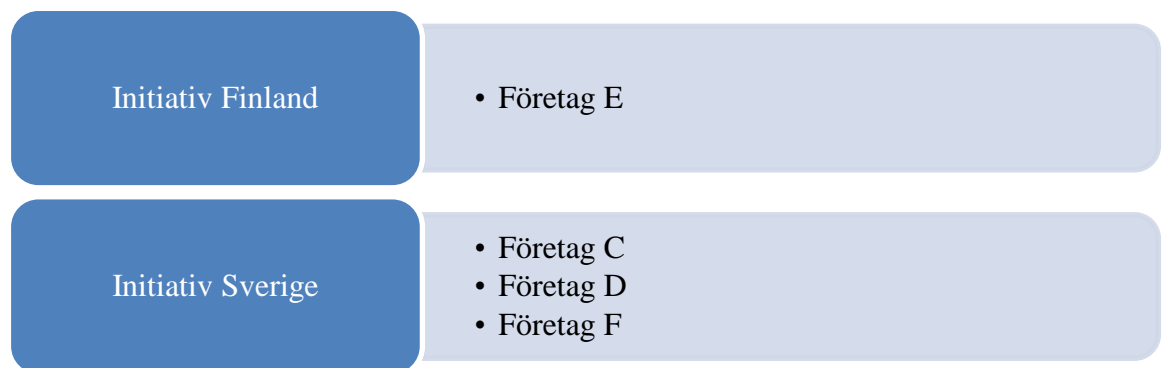 Initiativ Finland
• Företag E
Initiativ Sverige
• Företag C
• Företag D
• Företag F